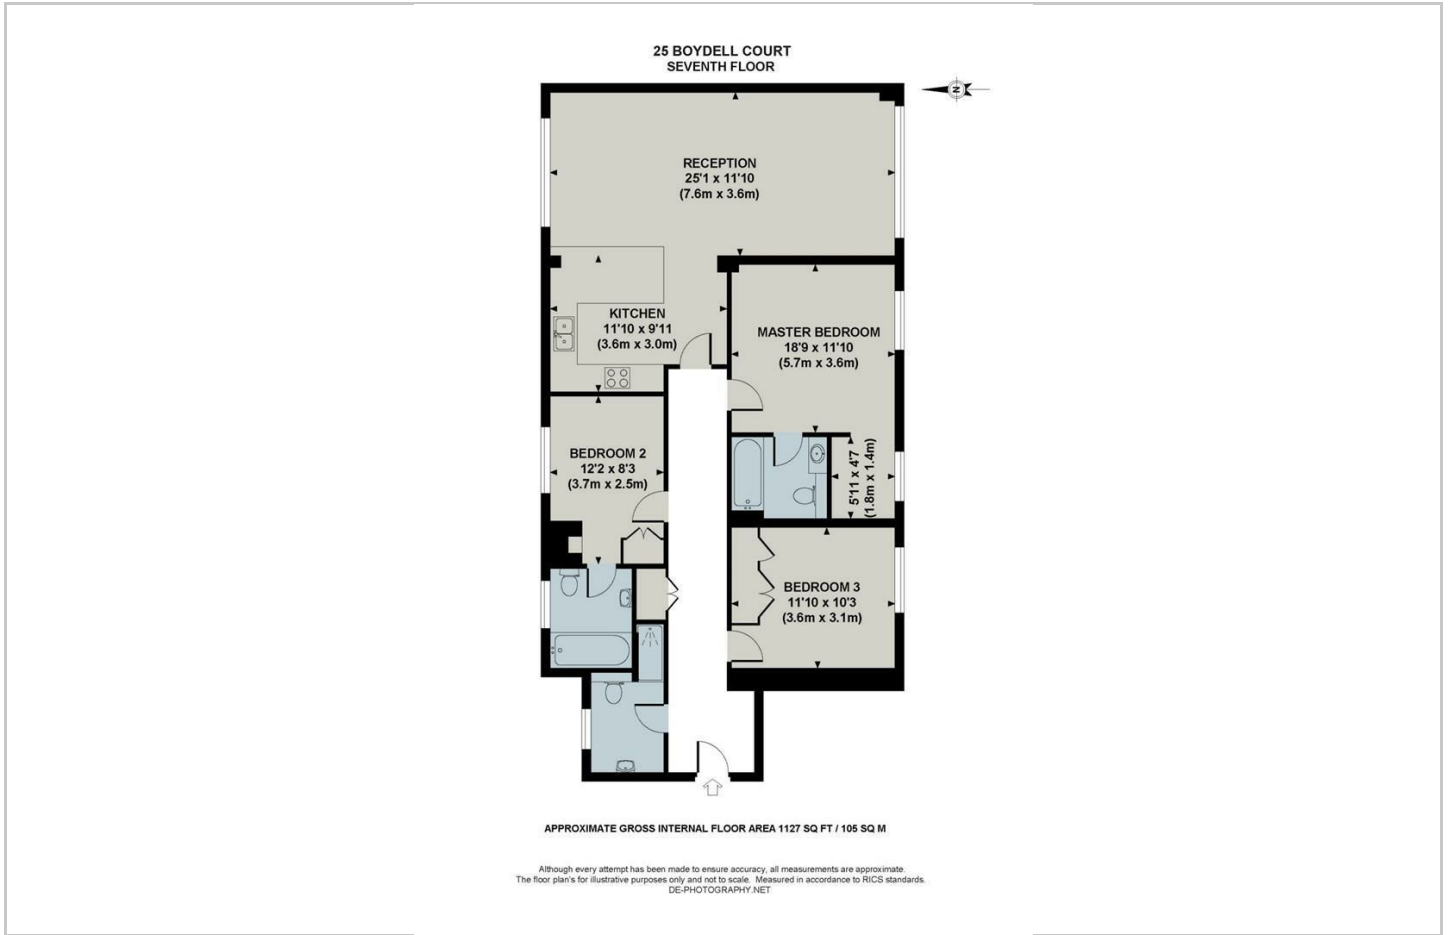 25 BOYDELL COURT
SEVENTH FLOOR
N
RECEPTION
25'1 x 11'10
(7.6m x 3.6m)
KITCHEN
11'10 x 9'11
(3.6m x 3.0m)
MASTER BEDROOM
18'9 x 11'10
(5.7m x 3.6m)
BEDROOM 2
12'2 x 8'3
(3.7m x 2.5m)
5'11 x 4'7
(1.8m x 1.4m)
BEDROOM 3
11'10 x 10'3
(3.6m x 3.1m)
APPROXIMATE GROSS INTERNAL FLOOR AREA 1127 SQ FT / 105 SQ M
Although every attempt has been made to ensure accuracy, all measurements are approximate.
The floor plan's for illustrative purposes only and not to scale. Measured in accordance to RICS standards.
DE-PHOTOGRAPHY.NET